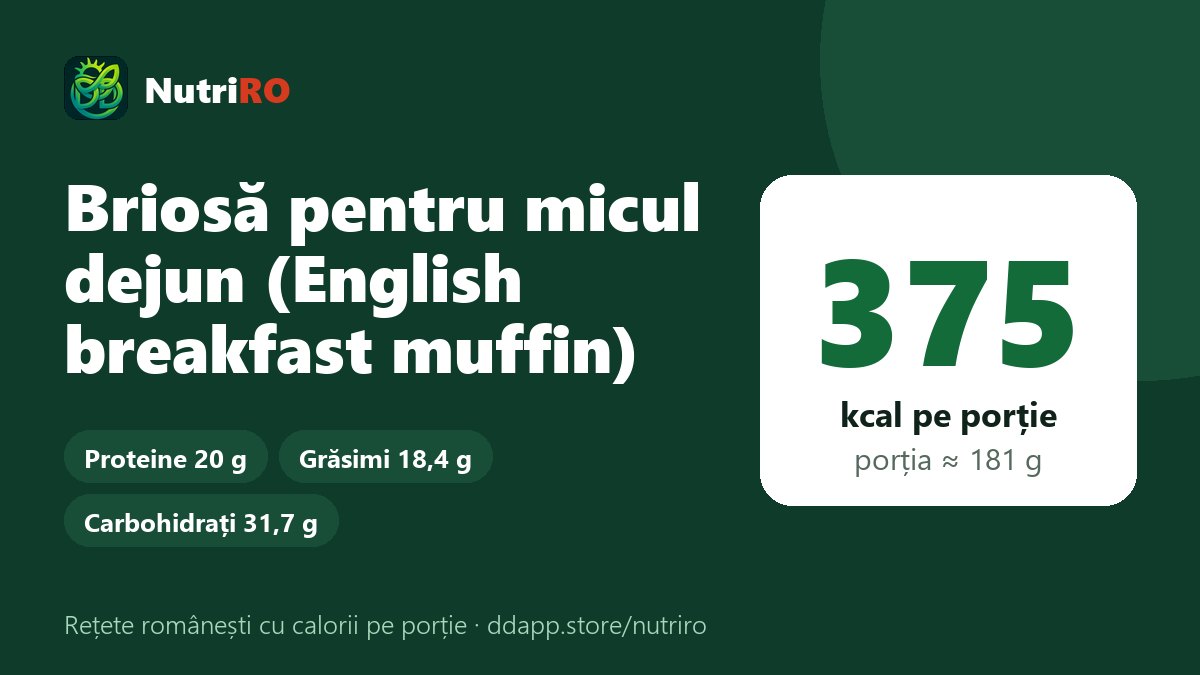 NutriRO
Briosă pentru micul
dejun (English
breakfast muffin)
Proteine 20 g
Grăsimi 18,4 g
Carbohidrați 31,7 g
375
kcal pe porție
porția ≈ 181 g
Rețete românești cu calorii pe porție · ddapp.store/nutriro